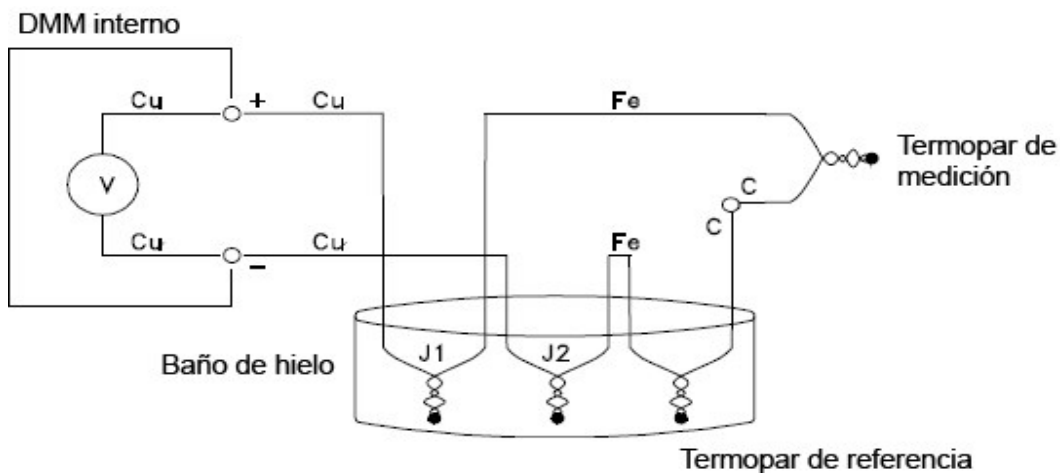 DMM interno
Cu
+
Cu
Fe
Termopar de
medición
V
C
C
Cu
−
Cu
Fe
Baño de hielo
J1
J2
Termopar de referencia